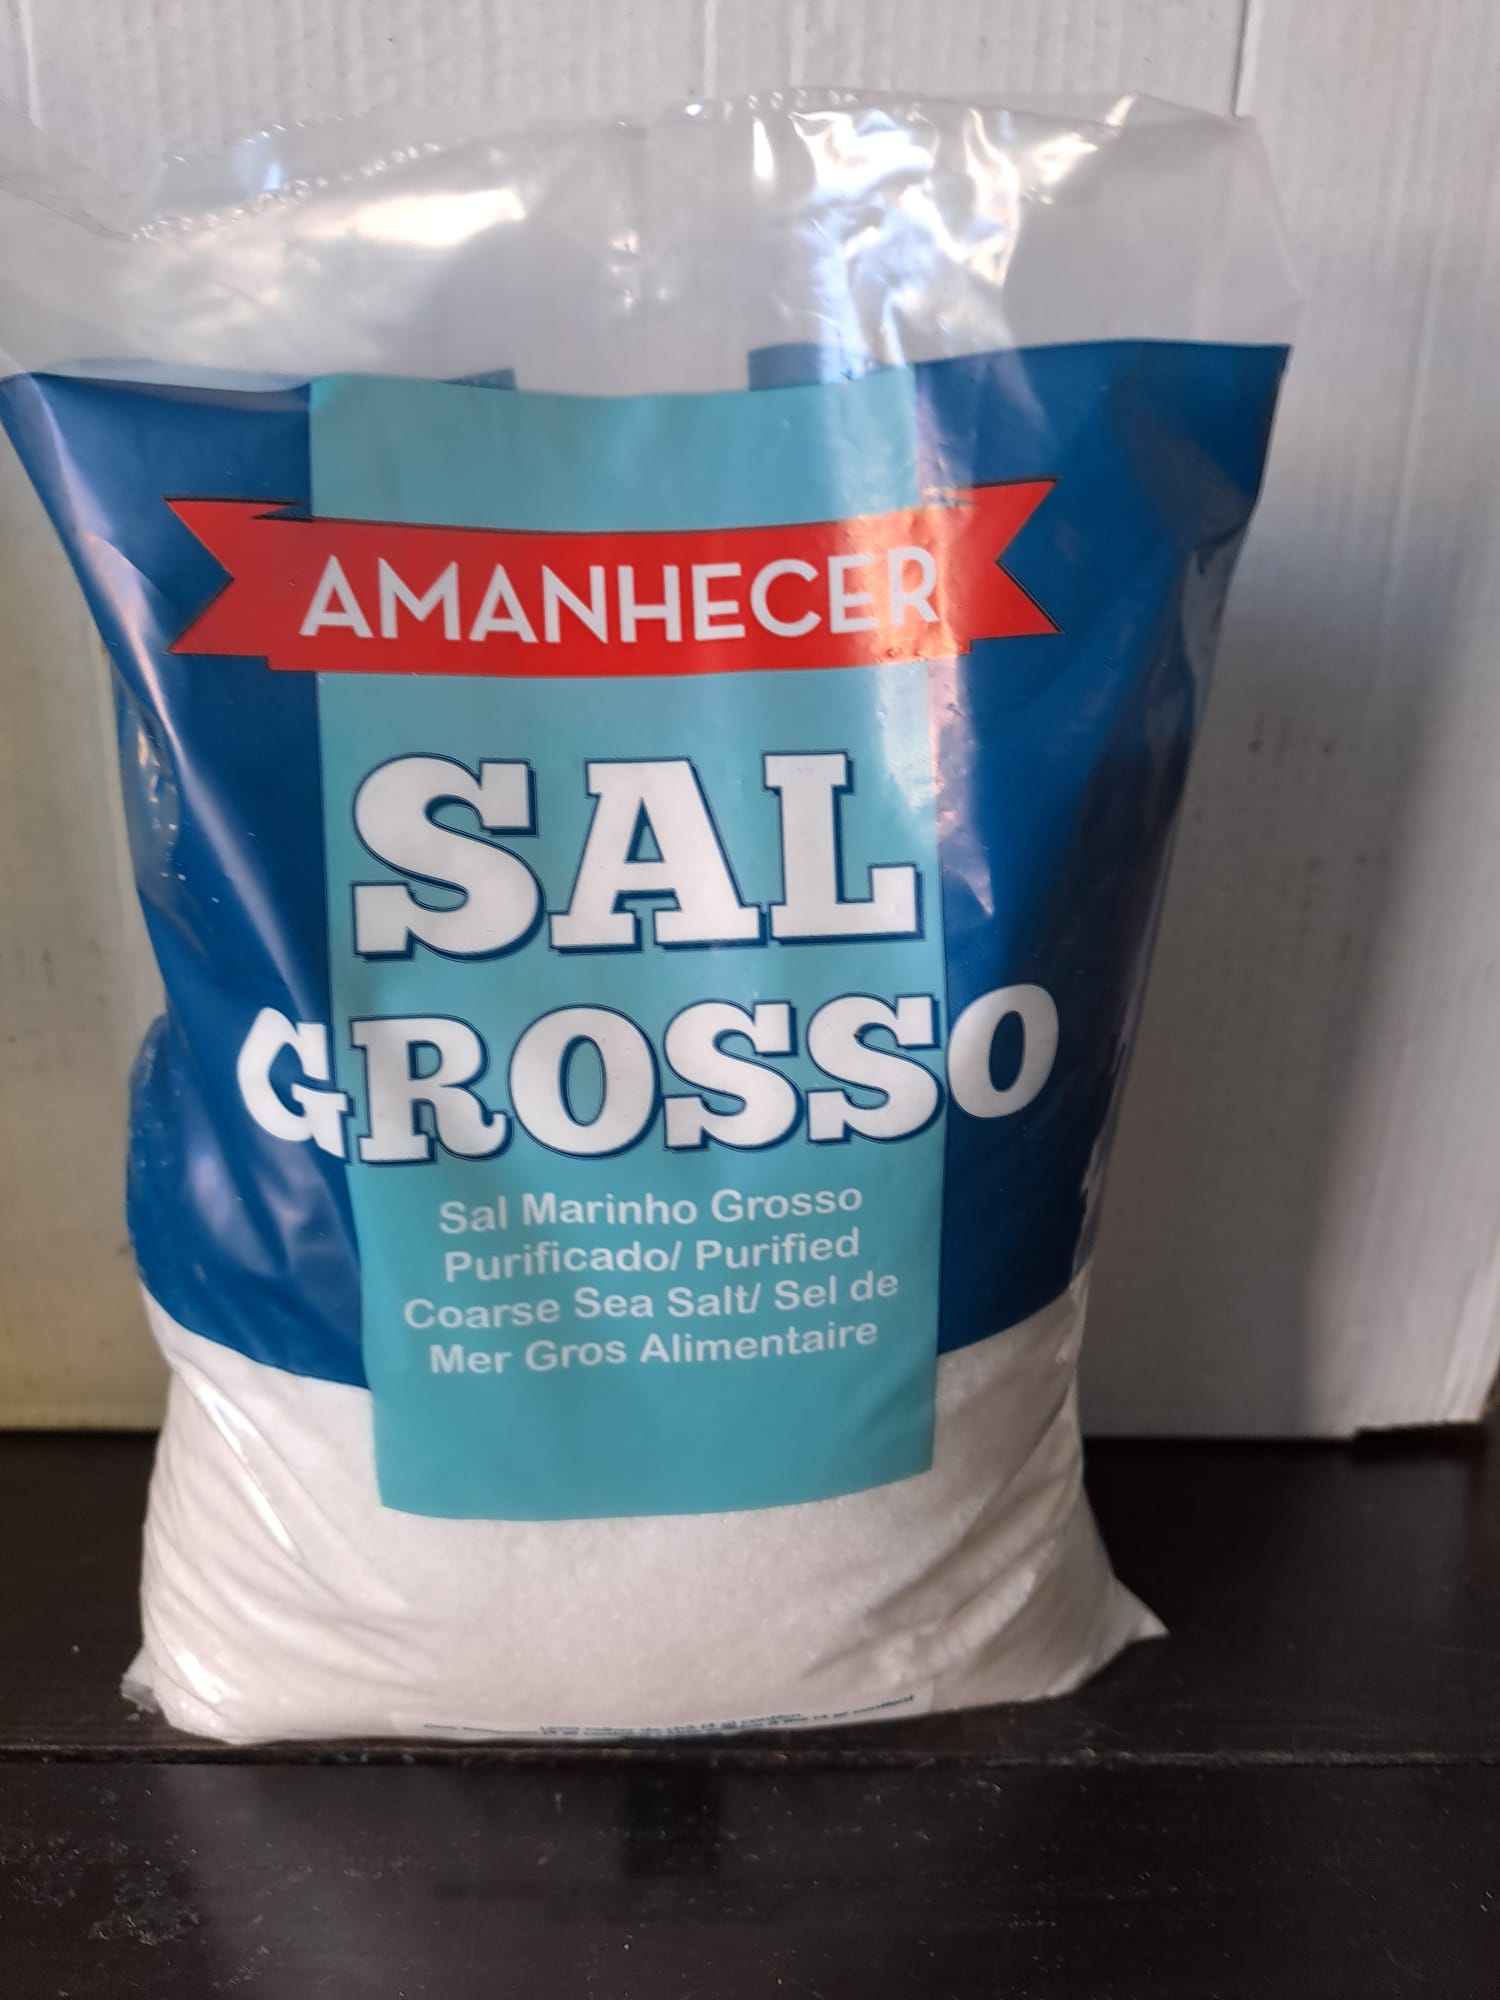 AMANHECER
SAL
GROSSO
Sal Marinho Grosso
Purificado/ Purified
Coarse Sea Salt/ Sel de
Mer Gros Alimentaire